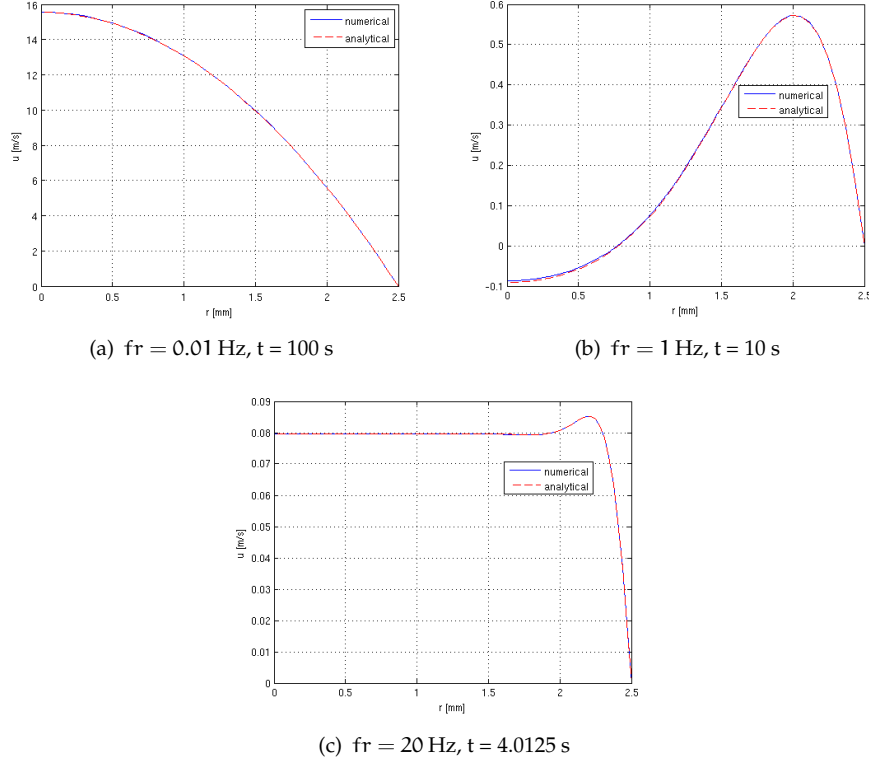 16
14
12
10
8
6
4
2
0
u [m/s]
numerical
analytical
0 0.5 1 1.5 2 2.5
r [mm]
(a) fr = 0.01 Hz, t = 100 s
0.6
0.5
0.4
0.3
0.2
0.1
0
-0.1
u [m/s]
numerical
analytical
0 0.5 1 1.5 2 2.5
r [mm]
(b) fr = 1 Hz, t = 10 s
0.09
0.08
0.07
0.06
0.05
0.04
0.03
0.02
0.01
0
u [m/s]
numerical
analytical
0 0.5 1 1.5 2 2.5
r [mm]
(c) fr = 20 Hz, t = 4.0125 s